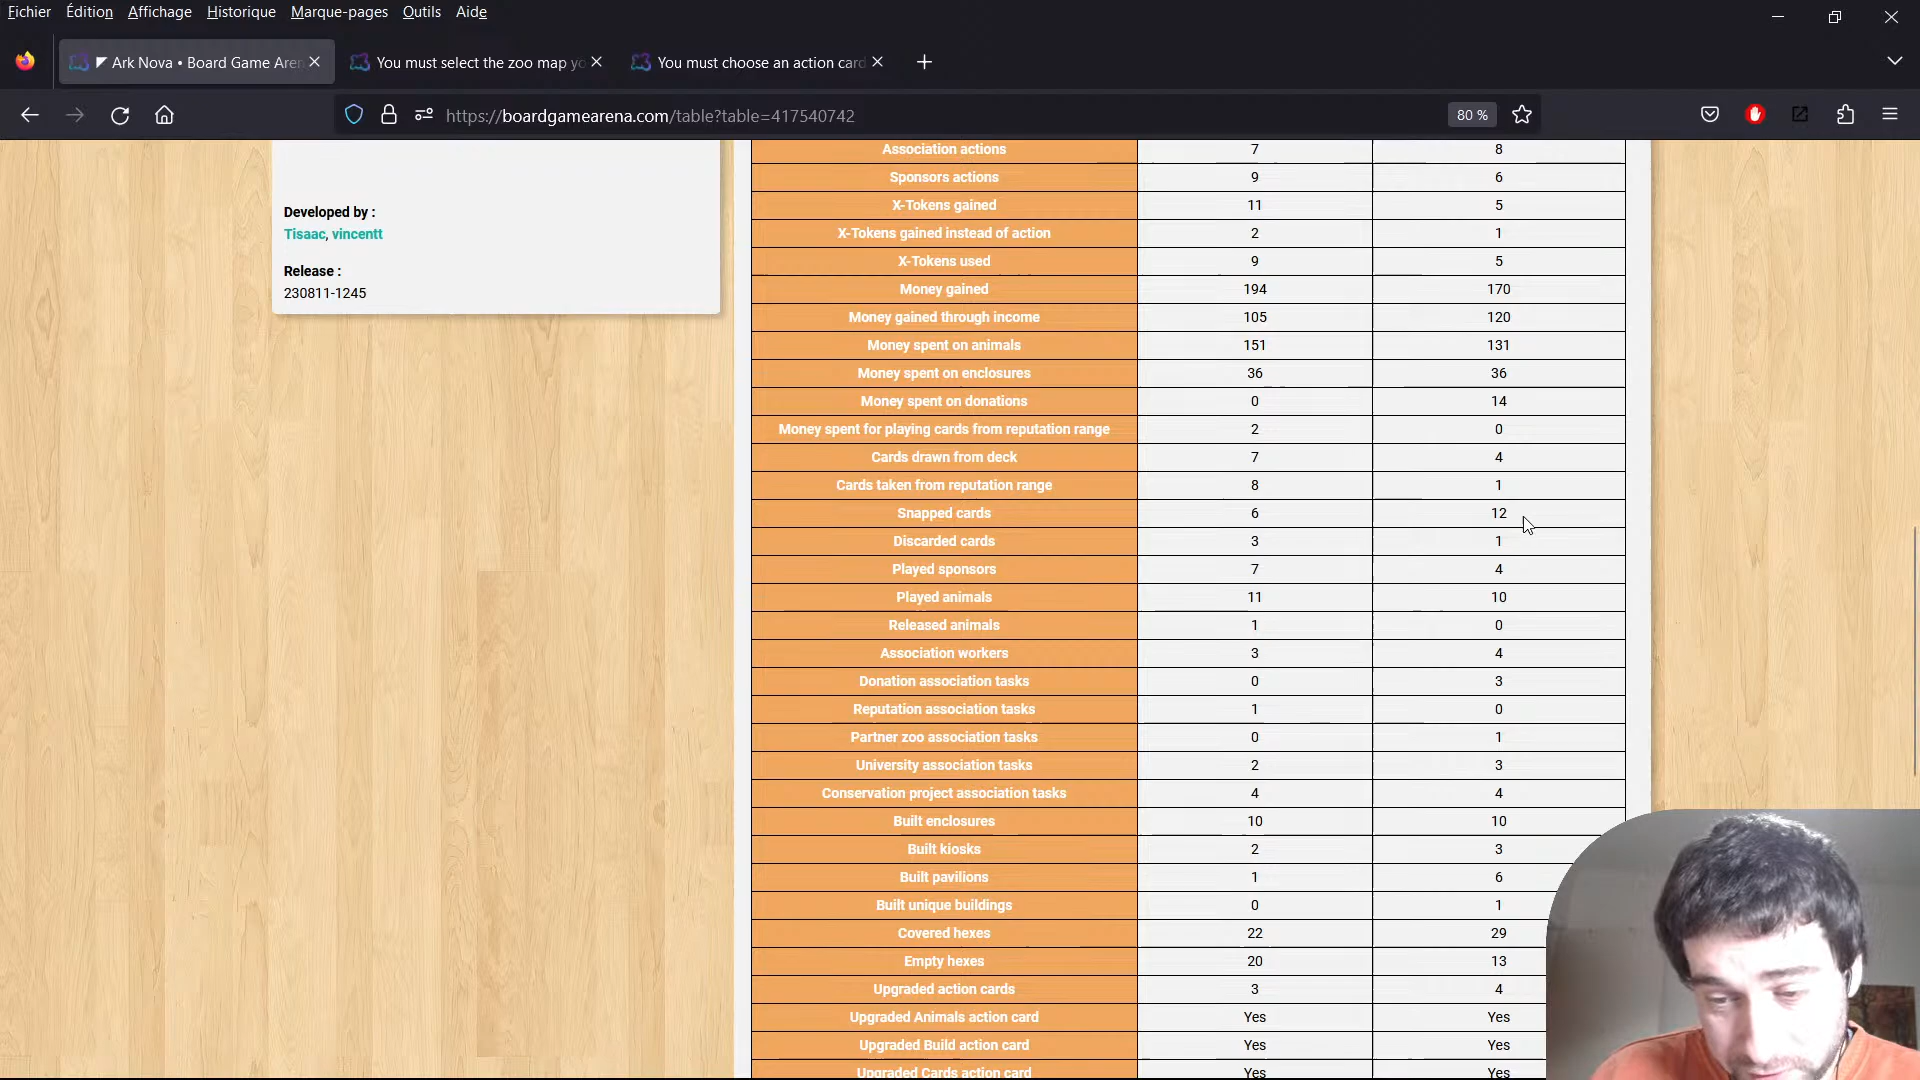 Fichier Édition Affichage Historique Marque-pages Outils Aide
Ark Nova • Board Game Aren You must select the zoo map yo You must choose an action card
https://boardgamearena.com/table?table=417540742 80 %
Developed by :
Tisaac, vincentt
Release :
230811-1245
Association actions 7 8
Sponsors actions 9 6
X-Tokens gained 11 5
X-Tokens gained instead of action 2 1
X-Tokens used 9 5
Money gained 194 170
Money gained through income 105 120
Money spent on animals 151 131
Money spent on enclosures 36 36
Money spent on donations 0 14
Money spent for playing cards from reputation range 2 0
Cards drawn from deck 7 4
Cards taken from reputation range 8 1
Snapped cards 6 12
Discarded cards 3 1
Played sponsors 7 4
Played animals 11 10
Released animals 1 0
Association workers 3 4
Donation association tasks 0 3
Reputation association tasks 1 0
Partner zoo association tasks 0 1
University association tasks 2 3
Conservation project association tasks 4 4
Built enclosures 10 10
Built kiosks 2 3
Built pavilions 1 6
Built unique buildings 0 1
Covered hexes 22 29
Empty hexes 20 13
Upgraded action cards 3 4
Upgraded Animals action card Yes Yes
Upgraded Build action card Yes Yes
Upgraded Cards action card Yes Yes